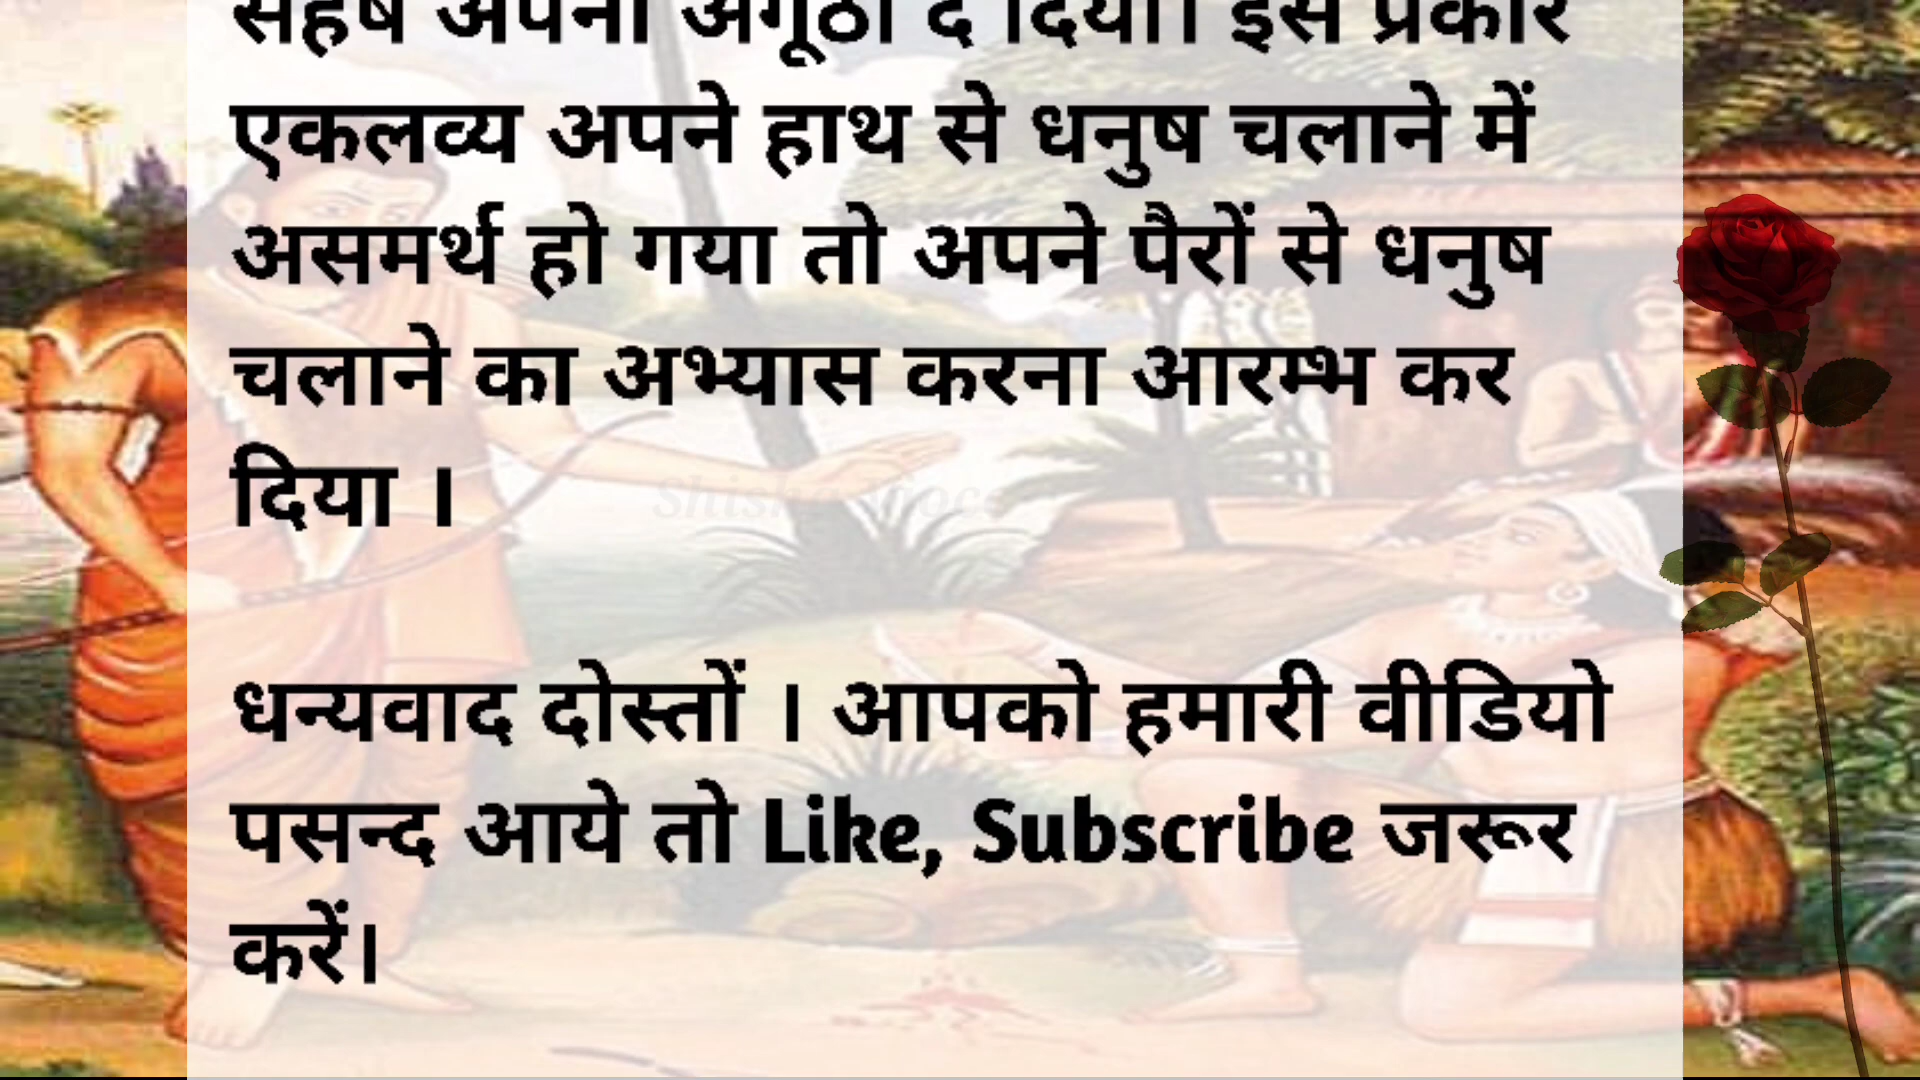 सहर्ष अपना अंगूठा दे दिया। इस प्रकार
एकलव्य अपने हाथ से धनुष चलाने में
असमर्थ हो गया तो अपने पैरों से धनुष
चलाने का अभ्यास करना आरम्भ कर
दिया ।
धन्यवाद दोस्तों । आपको हमारी वीडियो
पसन्द आये तो Like, Subscribe जरूर
करें।